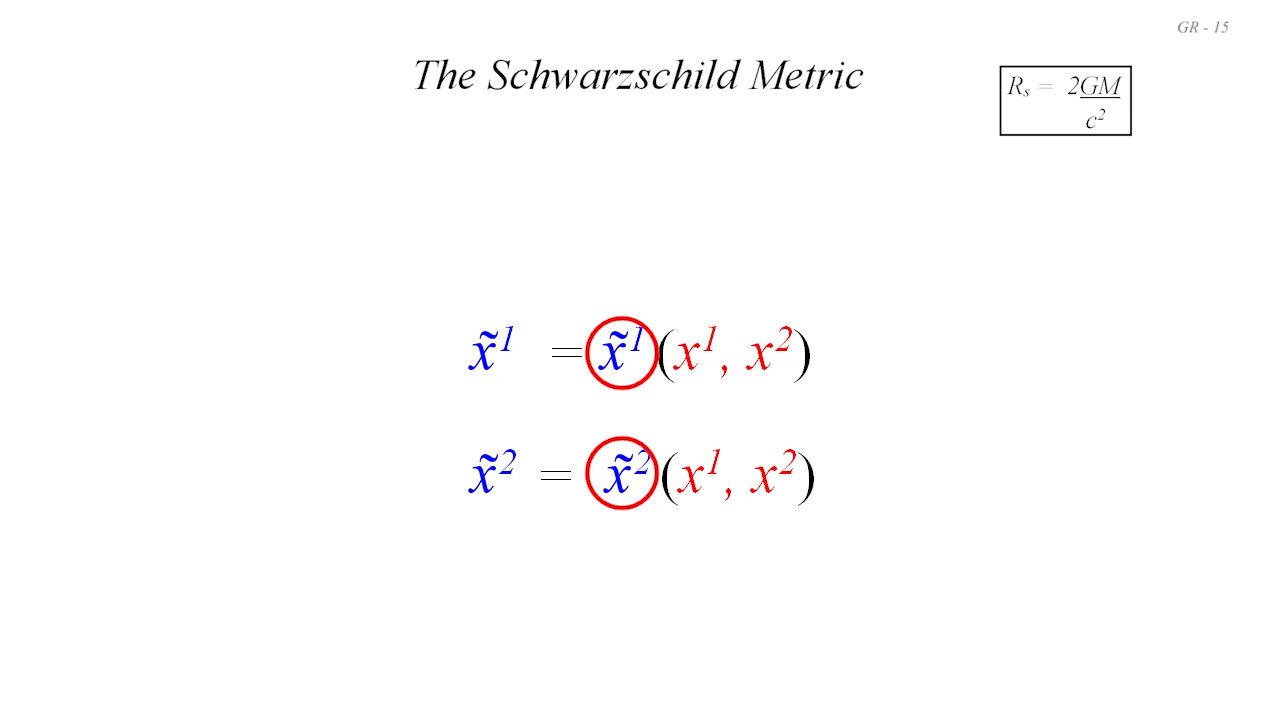 GR - 15
The Schwarzschild Metric
Rₛ = 2GM
c²
x̃¹ = x̃¹(x¹, x²)
x̃² = x̃²(x¹, x²)